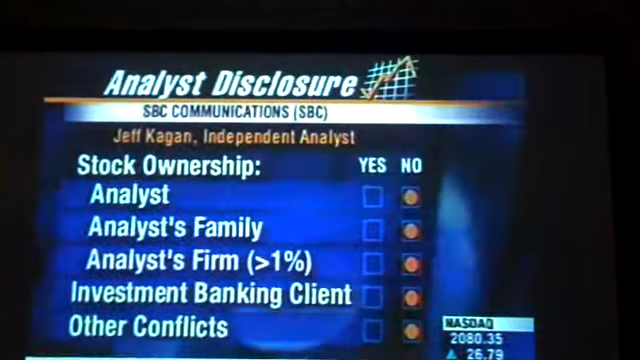 Analyst Disclosure
SBC COMMUNICATIONS (SBC)
Jeff Kagan, Independent Analyst
Stock Ownership: YES NO
Analyst
Analyst's Family
Analyst's Firm (>1%)
Investment Banking Client
Other Conflicts
NASDAQ
2080.35
▲ 26.79